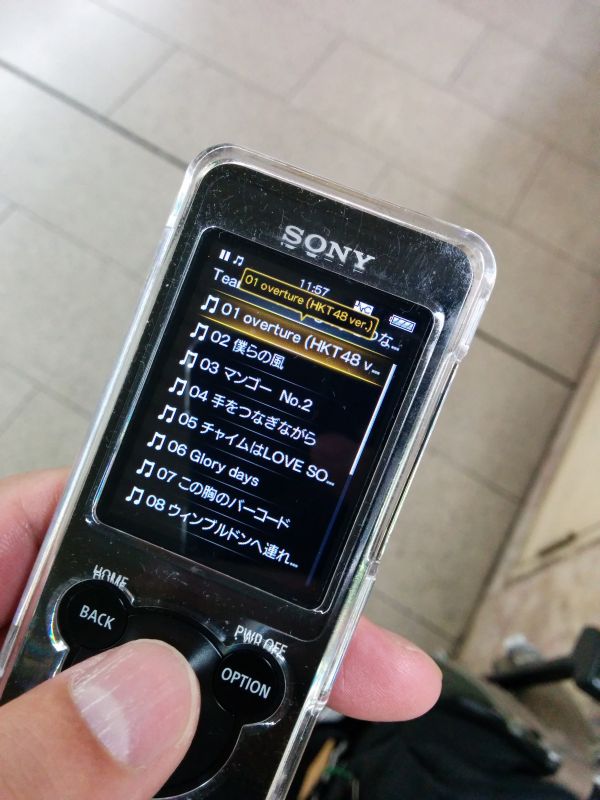 SONY
11:57
Tea
01 overture (HKT48 ver.)
な...
01 overture (HKT48 v...
02 僕らの風
03 マンゴー No.2
04 手をつなぎながら
05 チャイムはLOVE SO...
06 Glory days
07 この胸のバーコード
08 ウィンブルドンへ連れ...
HOME
BACK
PWR OFF
OPTION